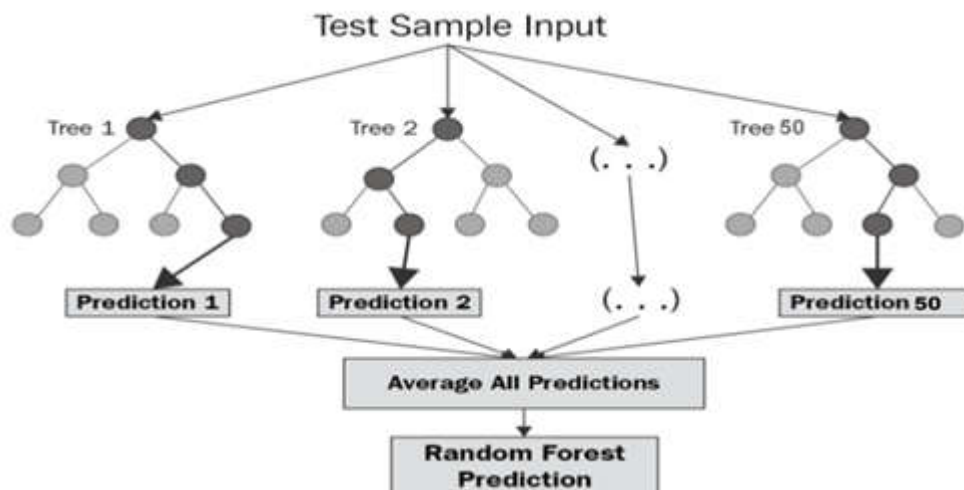 Test Sample Input
Tree 1
Tree 2
Tree 50
(. . .)
Prediction 1
Prediction 2
(. . .)
Prediction 50
Average All Predictions
Random Forest
Prediction